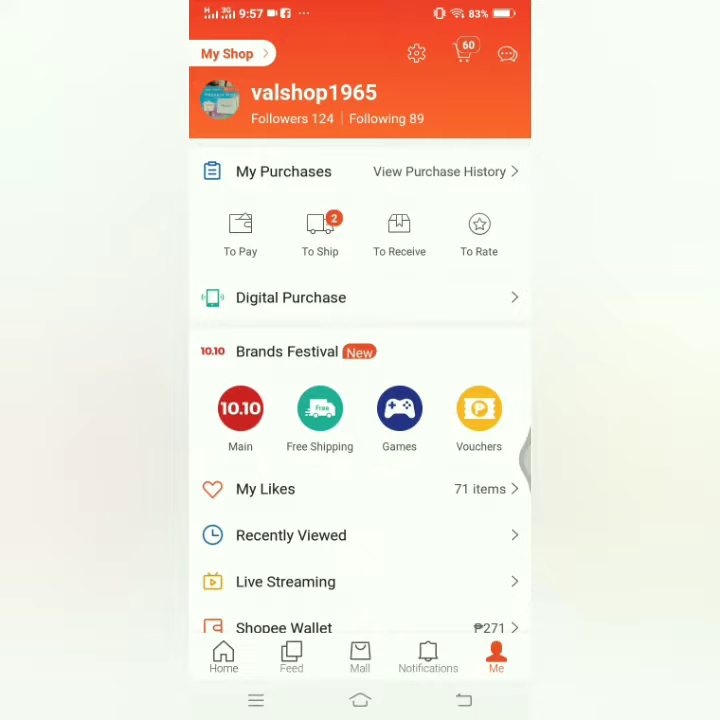 H 3G 9:57 ... 83%
My Shop
60
valshop1965
Followers 124 Following 89
My Purchases View Purchase History
2
To Pay To Ship To Receive To Rate
Digital Purchase
10.10 Brands Festival New
10.10 Free
Main Free Shipping Games Vouchers
My Likes 71 items
Recently Viewed
Live Streaming
Shopee Wallet ₱271
Home Feed Mall Notifications Me